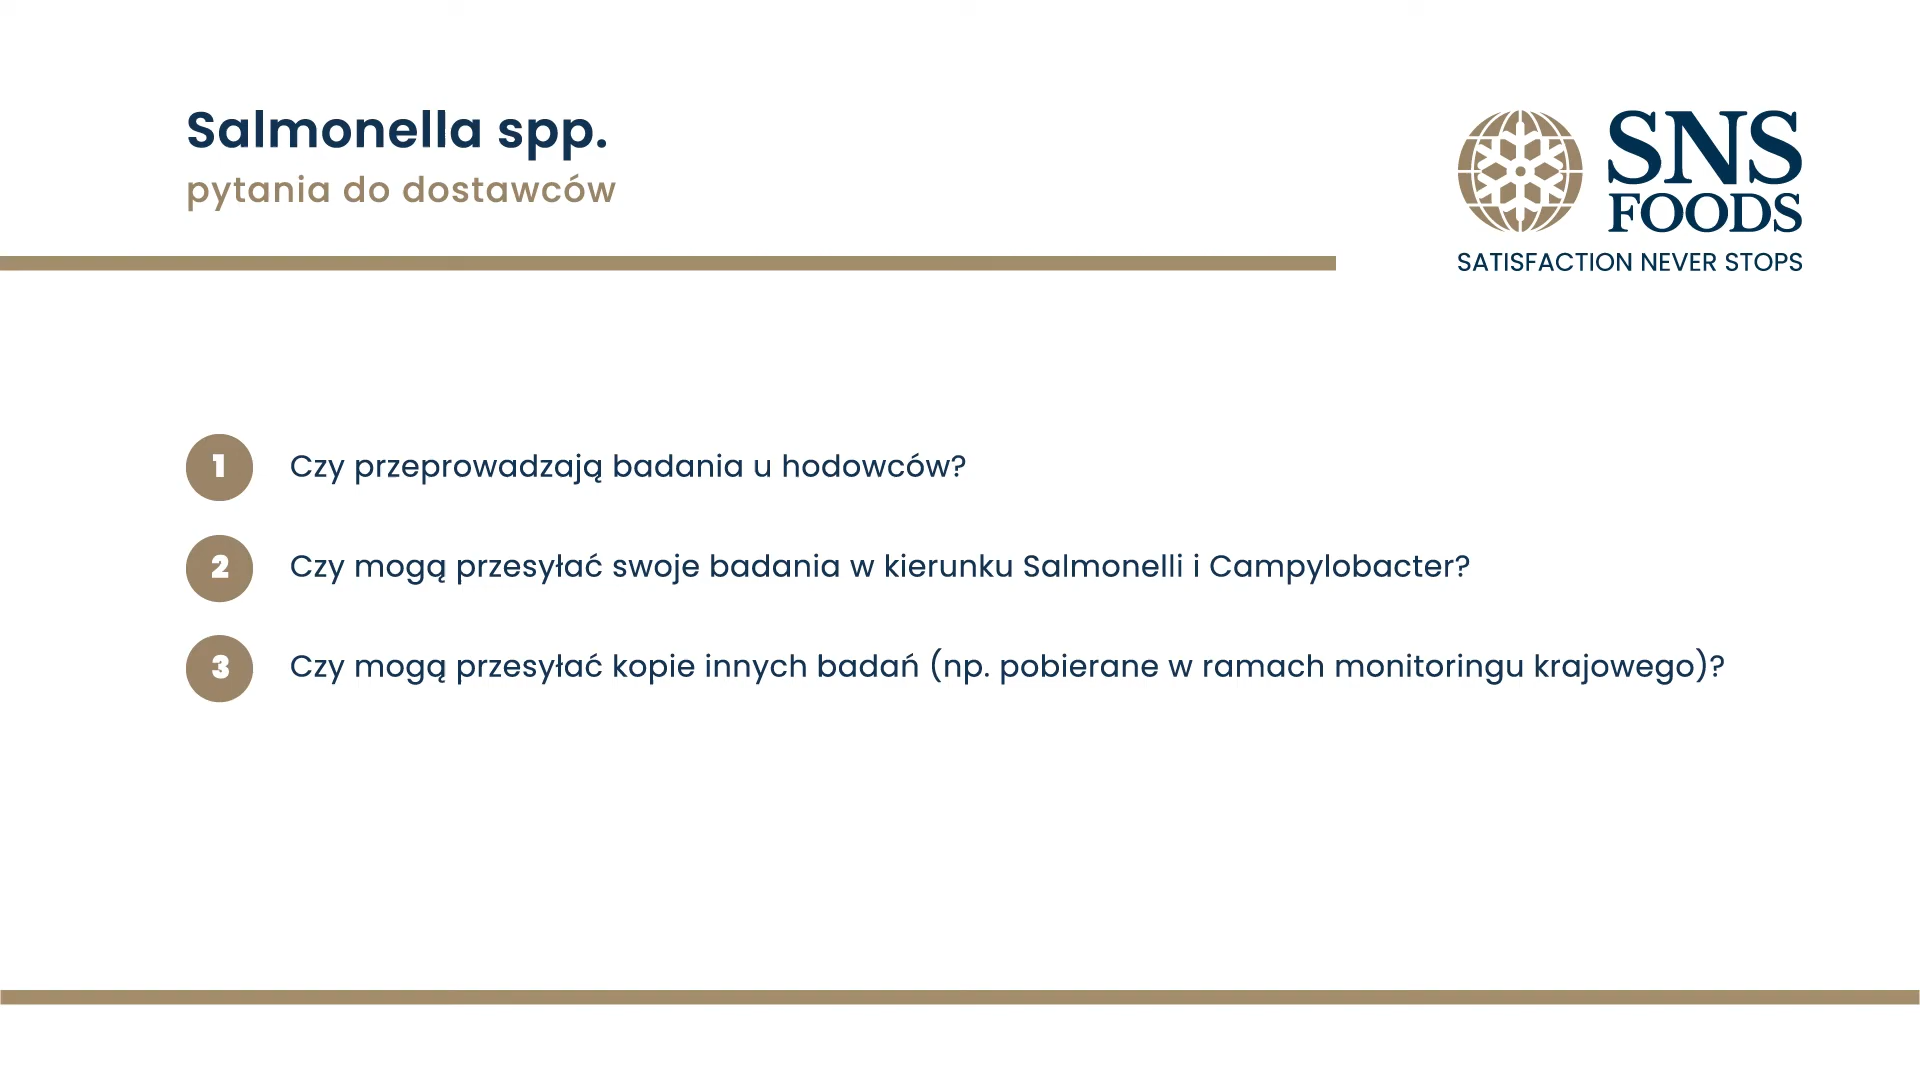 Salmonella spp.
pytania do dostawców
SNS
FOODS
SATISFACTION NEVER STOPS
1 Czy przeprowadzają badania u hodowców?
2 Czy mogą przesyłać swoje badania w kierunku Salmonelli i Campylobacter?
3 Czy mogą przesyłać kopie innych badań (np. pobierane w ramach monitoringu krajowego)?